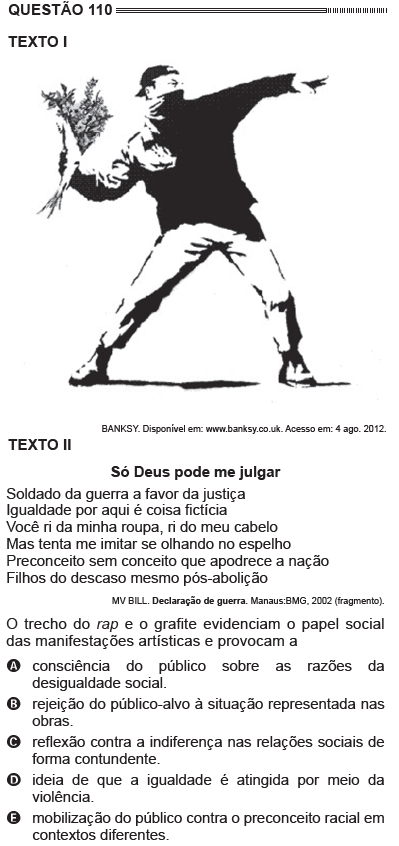 QUESTÃO 110
TEXTO I
BANKSY. Disponível em: www.banksy.co.uk. Acesso em: 4 ago. 2012.
TEXTO II
Só Deus pode me julgar
Soldado da guerra a favor da justiça
Igualdade por aqui é coisa fictícia
Você ri da minha roupa, ri do meu cabelo
Mas tenta me imitar se olhando no espelho
Preconceito sem conceito que apodrece a nação
Filhos do descaso mesmo pós-abolição
MV BILL. Declaração de guerra. Manaus:BMG, 2002 (fragmento).
O trecho do rap e o grafite evidenciam o papel social
das manifestações artísticas e provocam a
A consciência do público sobre as razões da
desigualdade social.
B rejeição do público-alvo à situação representada nas
obras.
C reflexão contra a indiferença nas relações sociais de
forma contundente.
D ideia de que a igualdade é atingida por meio da
violência.
E mobilização do público contra o preconceito racial em
contextos diferentes.